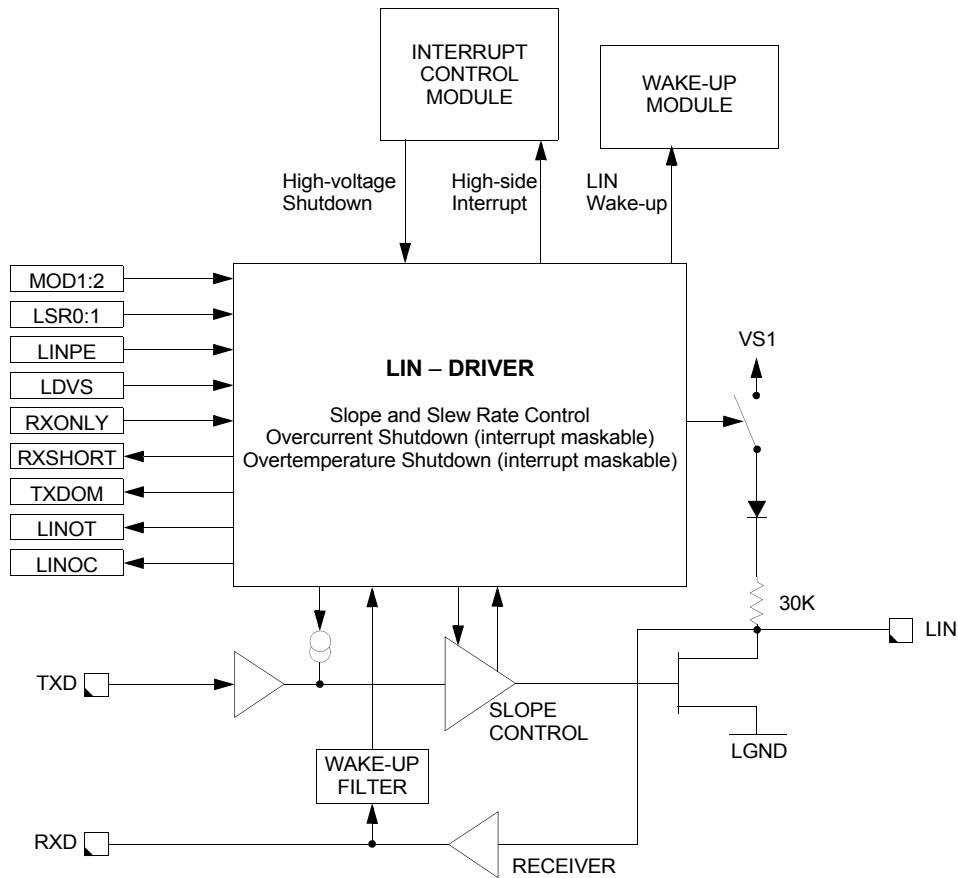 INTERRUPT
CONTROL
MODULE
WAKE-UP
MODULE
High-voltage
Shutdown
High-side
Interrupt
LIN
Wake-up
MOD1:2
LSR0:1
LINPE
LDVS
RXONLY
RXSHORT
TXDOM
LINOT
LINOC
LIN – DRIVER
Slope and Slew Rate Control
Overcurrent Shutdown (interrupt maskable)
Overtemperature Shutdown (interrupt maskable)
VS1
30K
LIN
TXD
SLOPE
CONTROL
LGND
WAKE-UP
FILTER
RXD
RECEIVER